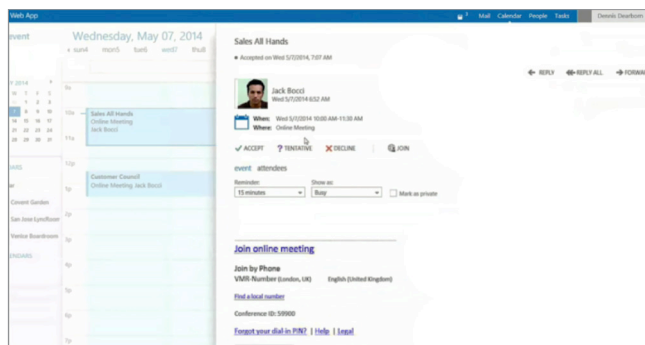 Web App
Mail Calendar People Tasks Dennis Dearborn
event
Wednesday, May 07, 2014
sun4 mon5 tue6 wed7 thu8
Sales All Hands
Accepted on Wed 5/7/2014, 7:07 AM
REPLY REPLY ALL FORWA
Jack Bocci
Wed 5/7/2014 6:52 AM
When: Wed 5/7/2014 10:00 AM-11:30 AM
Where: Online Meeting
ACCEPT ? TENTATIVE DECLINE JOIN
event attendees
Reminder: Show as:
15 minutes Busy Mark as private
Join online meeting
Join by Phone
VMR-Number (London, UK) English (United Kingdom)
Find a local number
Conference ID: 59900
Forgot your dial-in PIN? | Help | Legal
Y 2014
10a
Sales All Hands
Online Meeting
Jack Bocci
11a
12p
Customer Council
Online Meeting, Jack Bocci
1p
2p
3p
4p
5p
6p
7p
Venice Boardroom